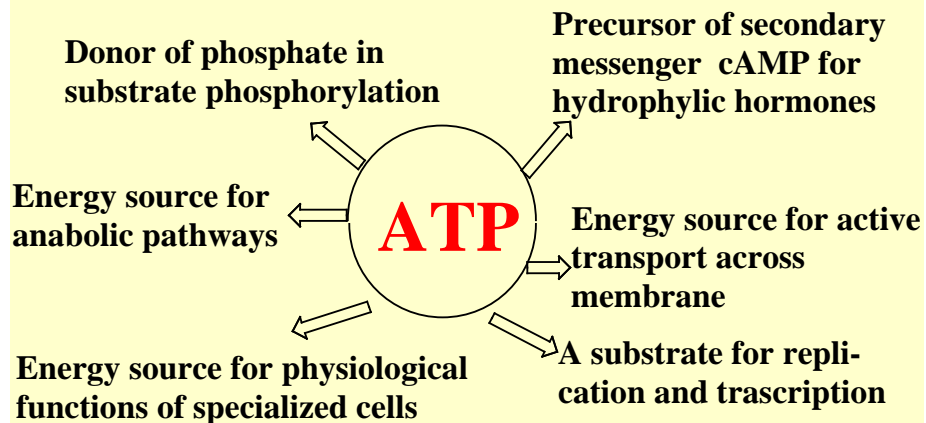 Donor of phosphate in
substrate phosphorylation
Precursor of secondary
messenger cAMP for
hydrophylic hormones
Energy source for
anabolic pathways
ATP
Energy source for active
transport across
membrane
Energy source for physiological
functions of specialized cells
A substrate for repli-
cation and trascription